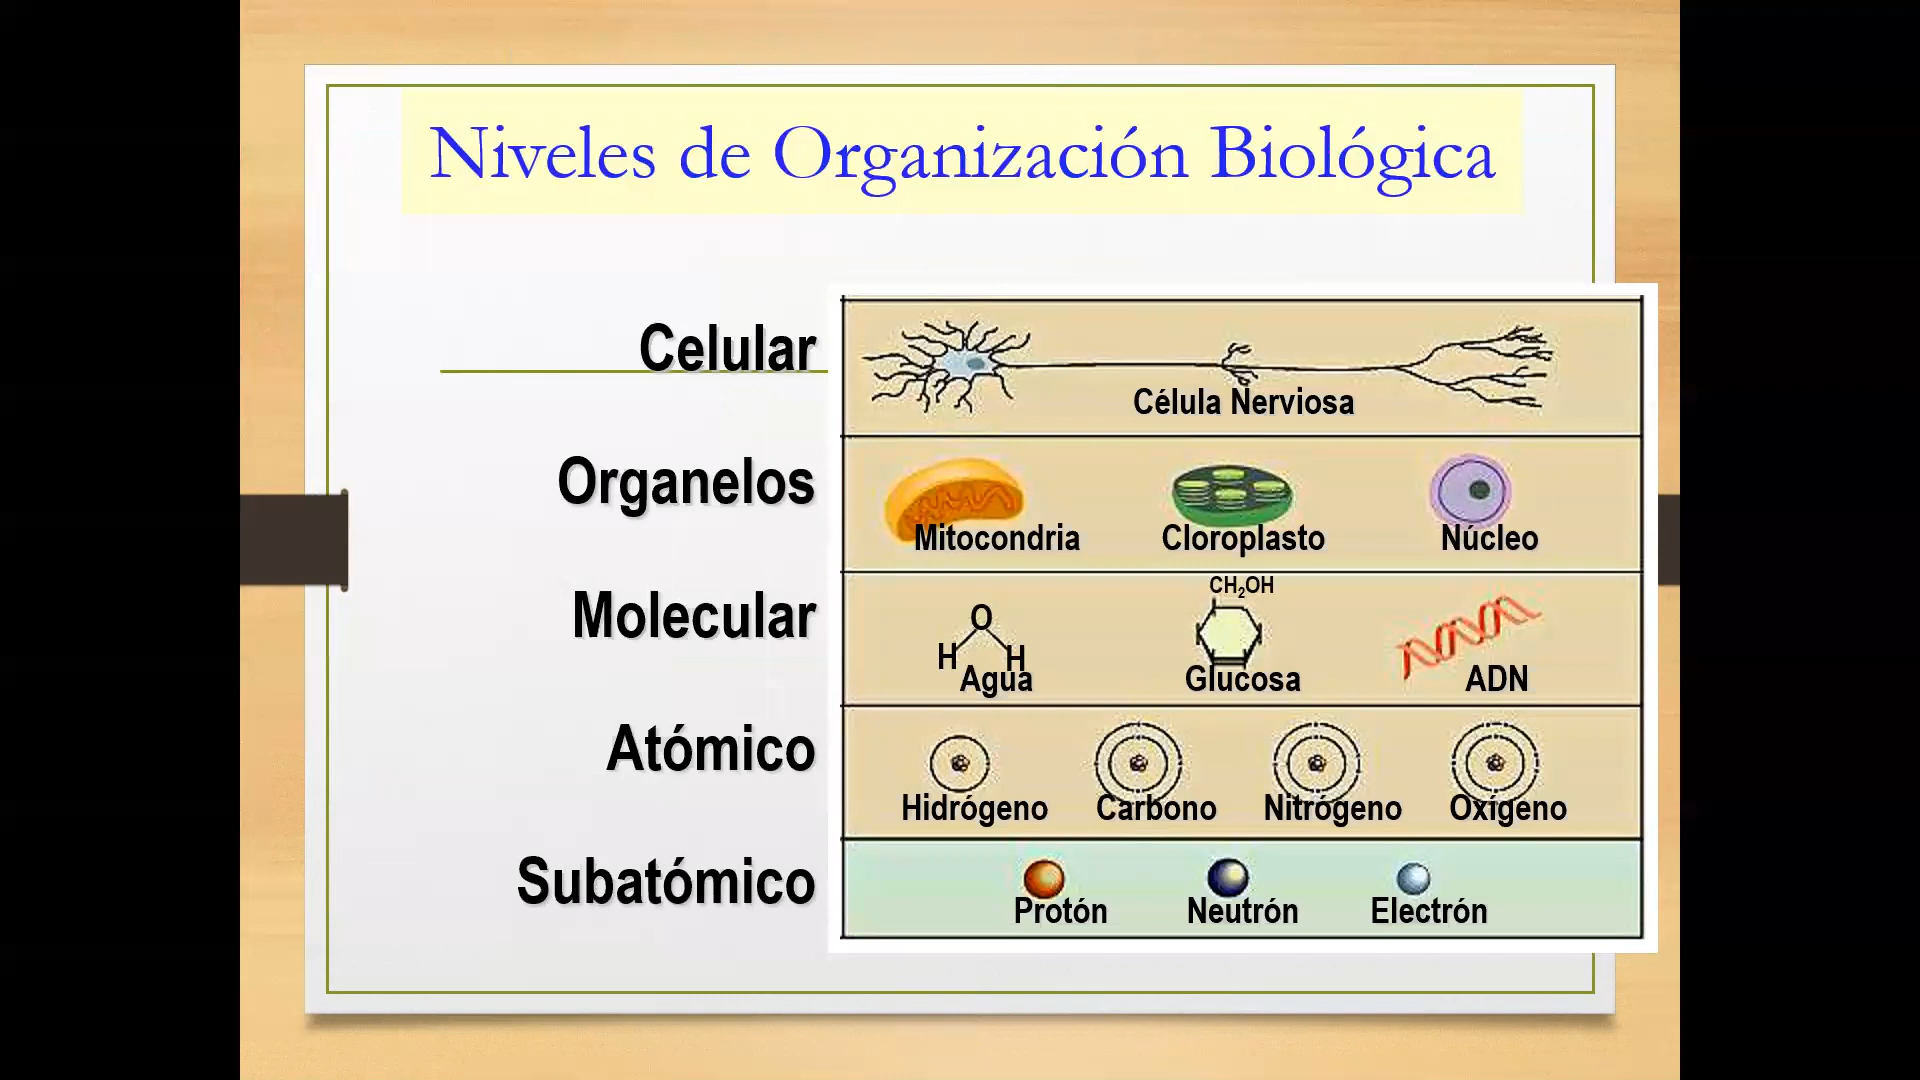 Niveles de Organización Biológica
Celular
Célula Nerviosa
Organelos
Mitocondria Cloroplasto Núcleo
Molecular
CH₂OH
O
H H
Agua Glucosa ADN
Atómico
Hidrógeno Carbono Nitrógeno Oxígeno
Subatómico
Protón Neutrón Electrón